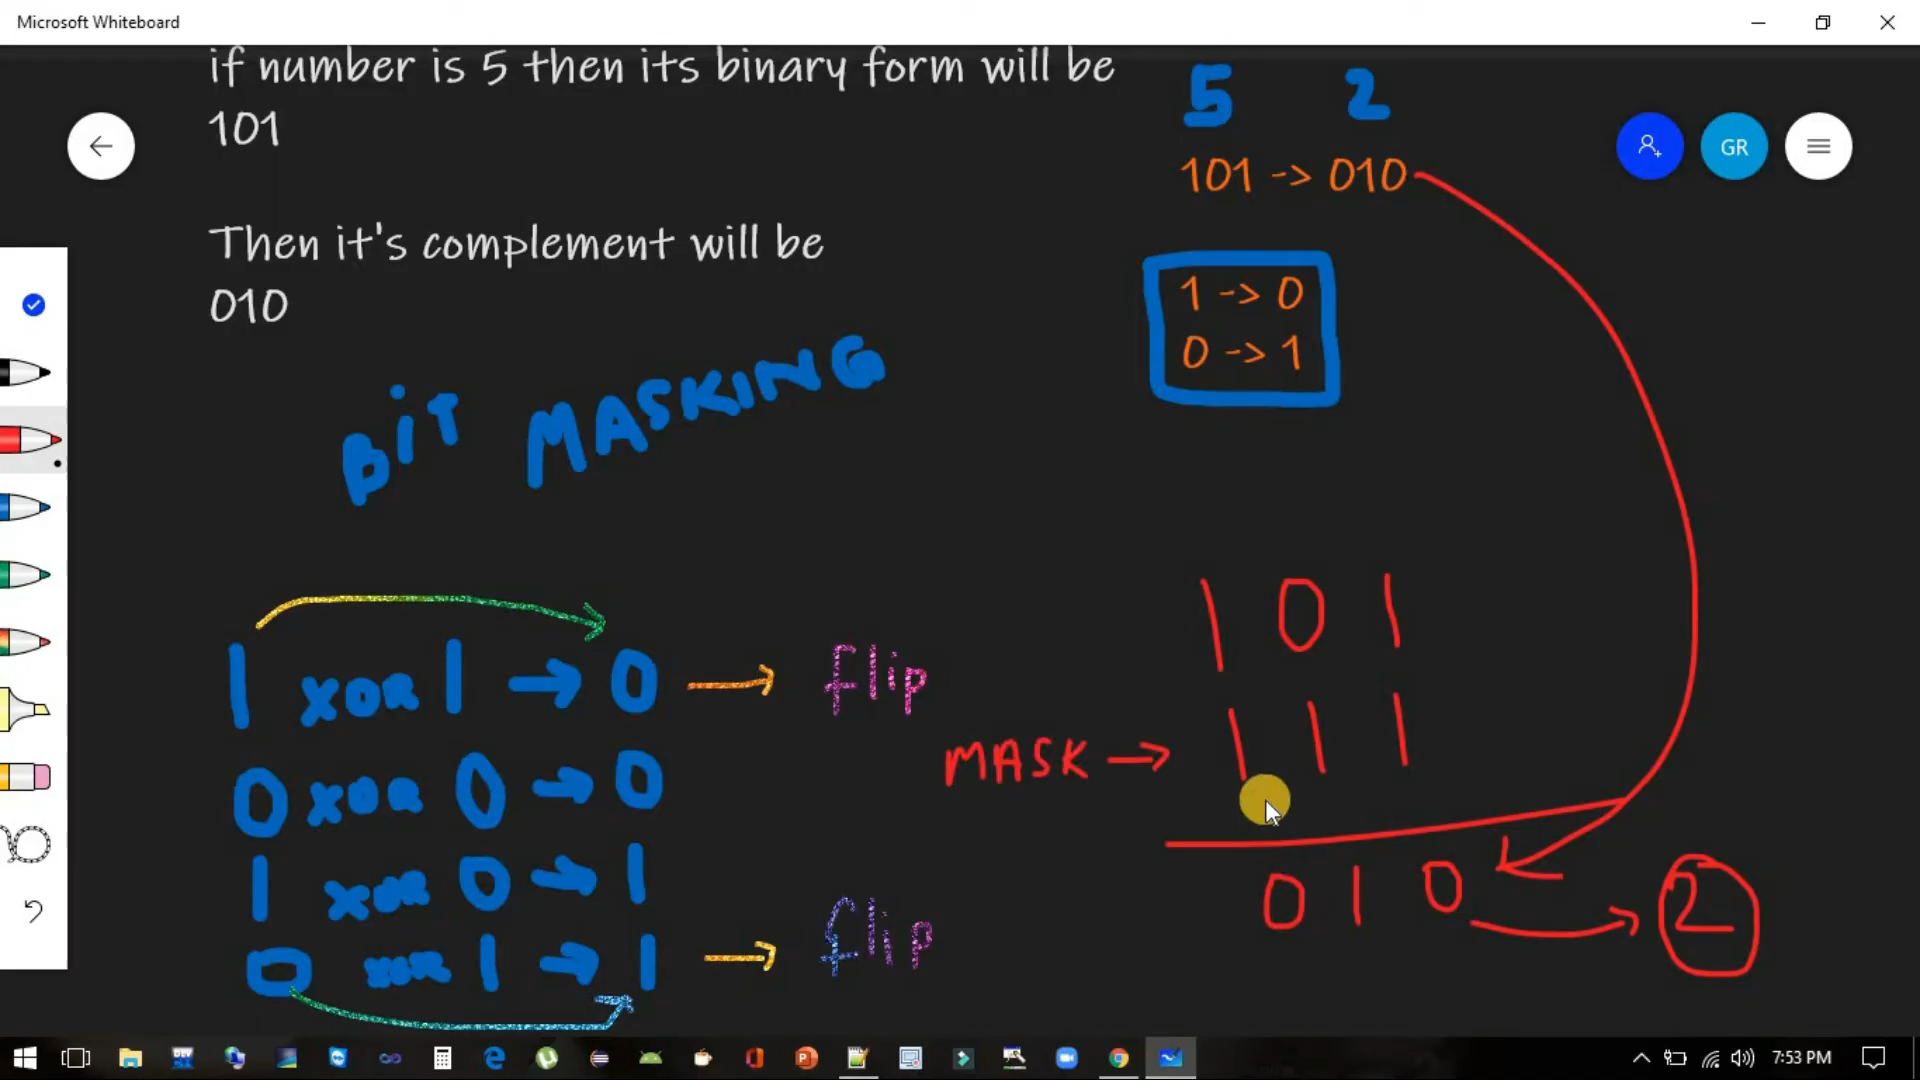 Microsoft Whiteboard
if number is 5 then its binary form will be
101
Then it's complement will be
010
5 2
101 -> 010
GR
1 -> 0
0 -> 1
BIT MASKING
1 XOR 1 → 0 → flip
0 XOR 0 → 0
1 XOR 0 → 1
0 XOR 1 → 1 → flip
1 0 1
MASK → 1 1 1
0 1 0 → 2
7:53 PM